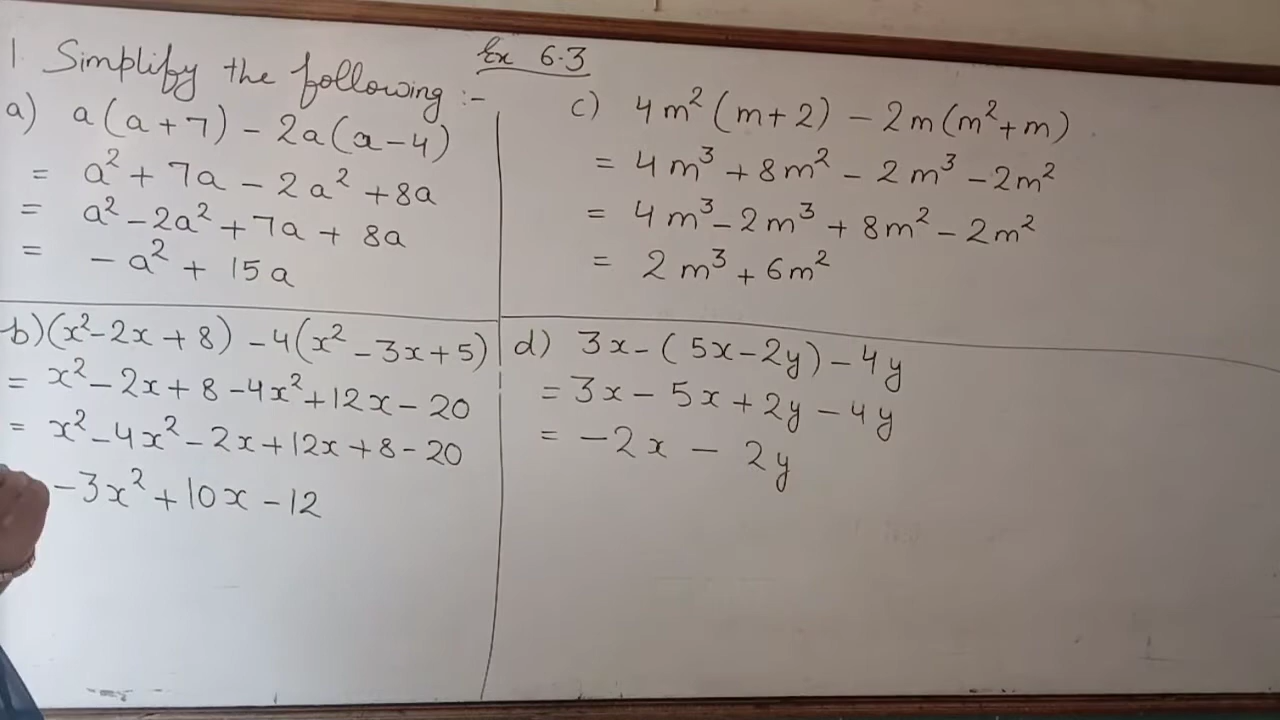 Ex 6.3
1 Simplify the following :-
a) a(a+7) - 2a(a-4)
= a² + 7a - 2a² + 8a
= a² - 2a² + 7a + 8a
= - a² + 15a
b) (x² - 2x + 8) - 4(x² - 3x + 5)
= x² - 2x + 8 - 4x² + 12x - 20
= x² - 4x² - 2x + 12x + 8 - 20
- 3x² + 10x - 12
c) 4m² (m+2) - 2m(m²+m)
= 4m³ + 8m² - 2m³ - 2m²
= 4m³ - 2m³ + 8m² - 2m²
= 2m³ + 6m²
d) 3x - (5x - 2y) - 4y
= 3x - 5x + 2y - 4y
= - 2x - 2y